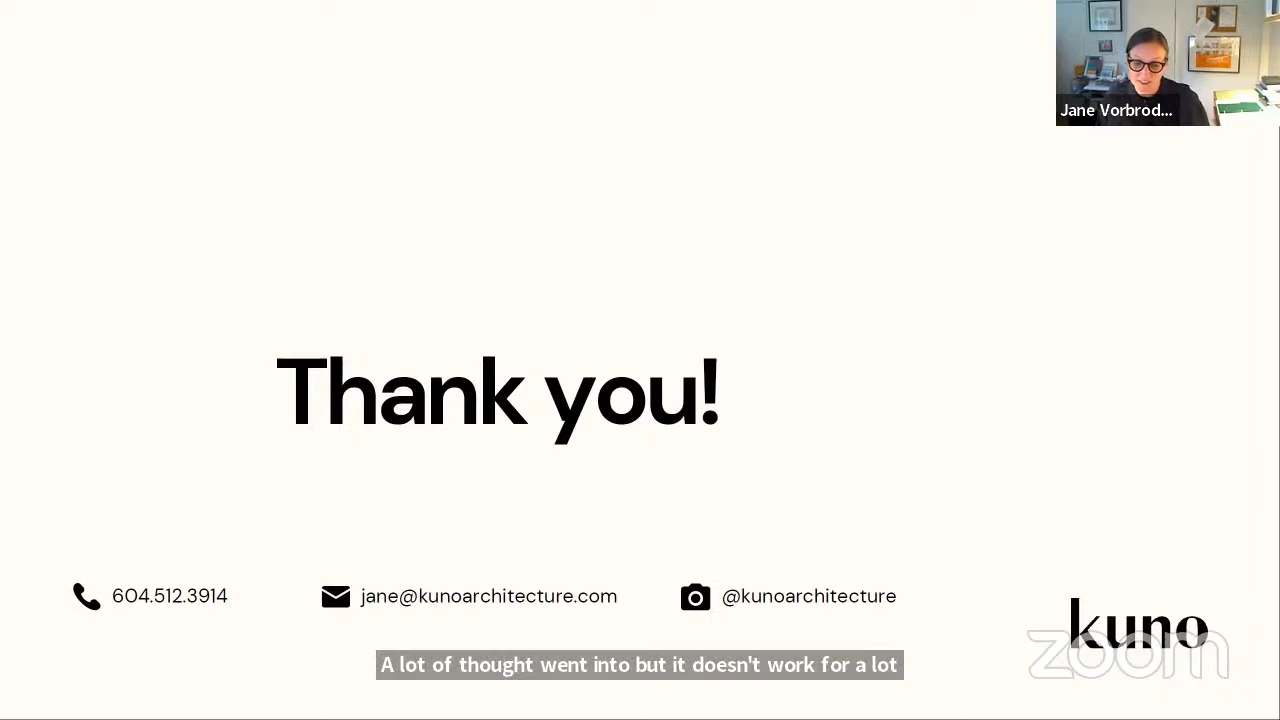 Jane Vorbrod...
Thank you!
604.512.3914
jane@kunoarchitecture.com
@kunoarchitecture
kuno
zoom
A lot of thought went into but it doesn't work for a lot